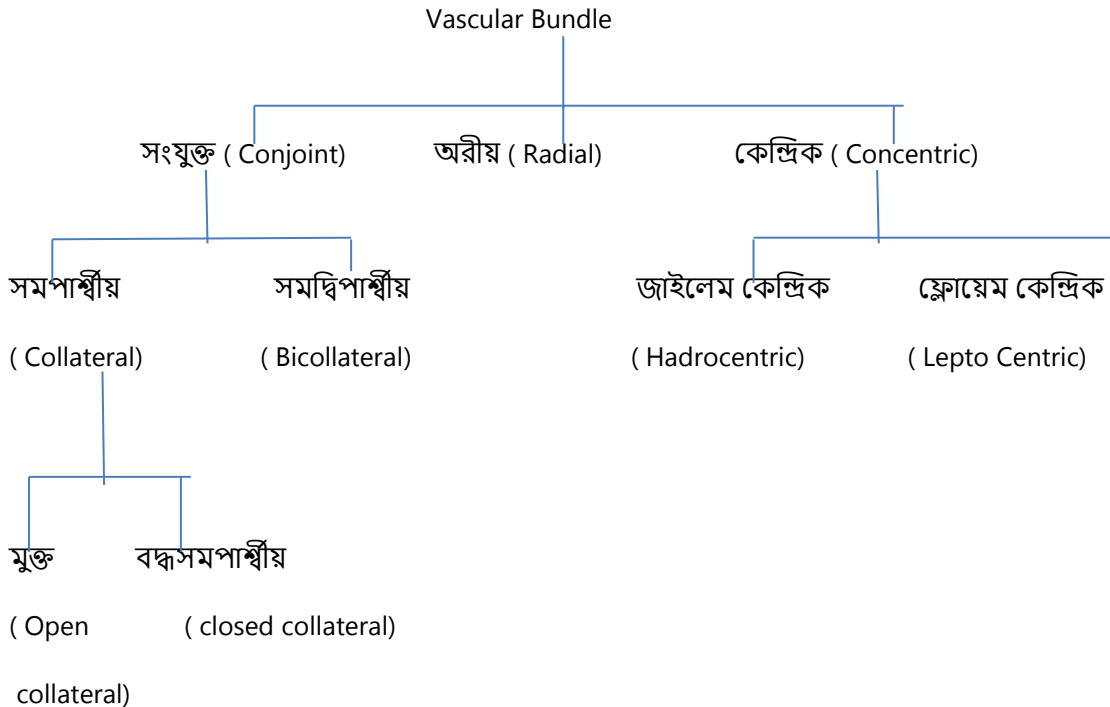 Vascular Bundle
সংযুক্ত ( Conjoint) অরীয় ( Radial) কেন্দ্রিক ( Concentric)
সমপার্শ্বীয় সমদ্বিপার্শ্বীয় জাইলেম কেন্দ্রিক ফ্লোয়েম কেন্দ্রিক
( Collateral) ( Bicollateral) ( Hadrocentric) ( Lepto Centric)
মুক্ত বদ্ধসমপার্শ্বীয়
( Open ( closed collateral)
collateral)